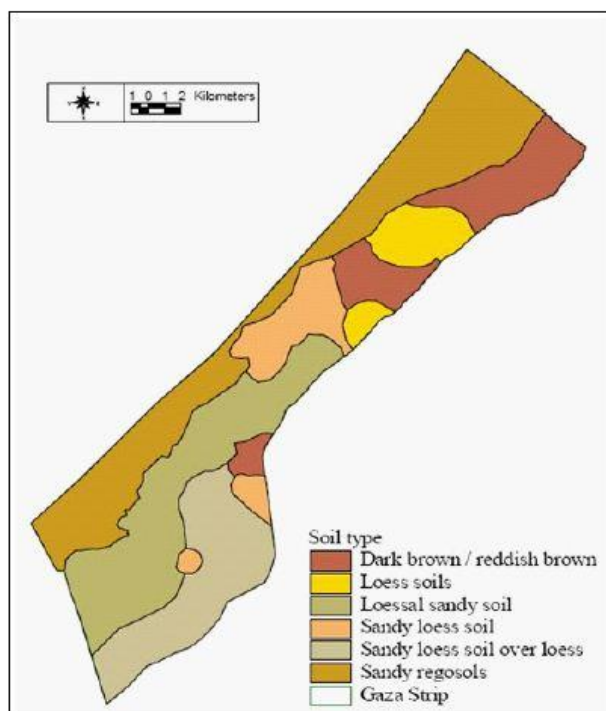 1 0 1 2 Kilometers
Soil type
Dark brown / reddish brown
Loess soils
Loessal sandy soil
Sandy loess soil
Sandy loess soil over loess
Sandy regosols
Gaza Strip